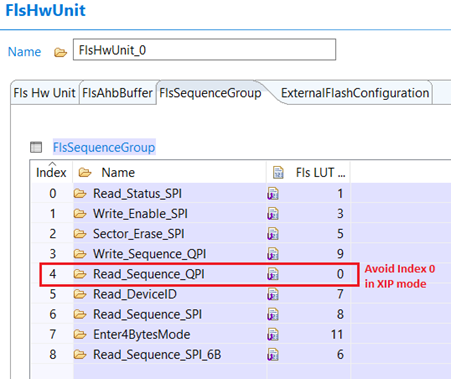 FlsHwUnit
Name FlsHwUnit_0
Fls Hw Unit FlsAhbBuffer FlsSequenceGroup ExternalFlashConfiguration
FlsSequenceGroup
Index Name Fls LUT ...
0 Read_Status_SPI 1
1 Write_Enable_SPI 3
2 Sector_Erase_SPI 5
3 Write_Sequence_QPI 9
4 Read_Sequence_QPI 0 Avoid Index 0
in XIP mode
5 Read_DeviceID 7
6 Read_Sequence_SPI 8
7 Enter4BytesMode 11
8 Read_Sequence_SPI_6B 6